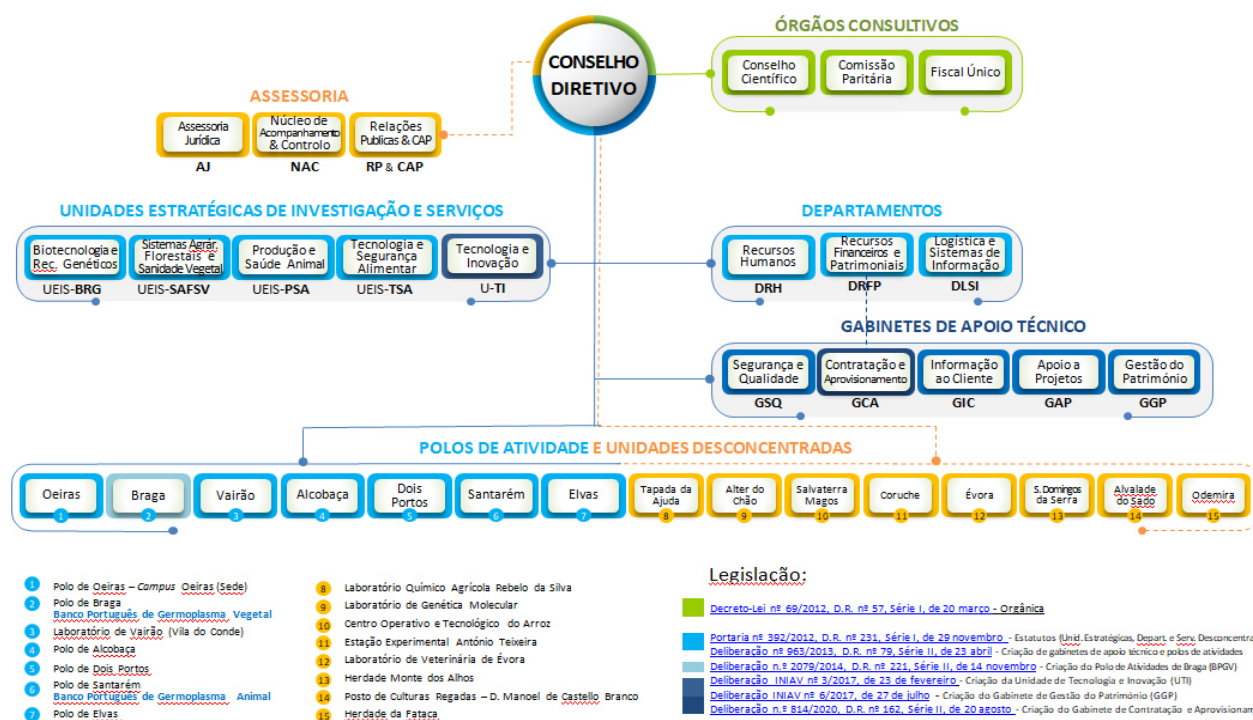 ÓRGÃOS CONSULTIVOS
CONSELHO
DIRETIVO
Conselho
Científico
Comissão
Paritária
Fiscal Único
ASSESSORIA
Assessoria
Jurídica
AJ
Núcleo de
Acompanhamento
& Controlo
NAC
Relações
Publicas & CAP
RP & CAP
UNIDADES ESTRATÉGICAS DE INVESTIGAÇÃO E SERVIÇOS
Biotecnologia e
Rec. Genéticos
UEIS-BRG
Sistemas Agrár.
Florestais e
Sanidade Vegetal
UEIS-SAFSV
Produção e
Saúde Animal
UEIS-PSA
Tecnologia e
Segurança
Alimentar
UEIS-TSA
Tecnologia e
Inovação
U-TI
DEPARTAMENTOS
Recursos
Humanos
DRH
Recursos
Financeiros e
Patrimoniais
DRFP
Logística e
Sistemas de
Informação
DLSI
GABINETES DE APOIO TÉCNICO
Segurança e
Qualidade
GSQ
Contratação e
Aprovisionamento
GCA
Informação
ao Cliente
GIC
Apoio a
Projetos
GAP
Gestão do
Património
GGP
POLOS DE ATIVIDADE E UNIDADES DESCONCENTRADAS
Oeiras
1
Braga
2
Vairão
3
Alcobaça
4
Dois
Portos
5
Santarém
6
Elvas
7
Tapada da
Ajuda
8
Alter do
Chão
9
Salvaterra
Magos
10
Coruche
11
Évora
12
S. Domingos
da Serra
13
Alvalade
do Sado
14
Odemira
15
1 Polo de Oeiras – Campus Oeiras (Sede)
2 Polo de Braga
Banco Português de Germoplasma Vegetal
3 Laboratório de Vairão (Vila do Conde)
4 Polo de Alcobaça
5 Polo de Dois Portos
6 Polo de Santarém
Banco Português de Germoplasma Animal
7 Polo de Elvas
8 Laboratório Químico Agrícola Rebelo da Silva
9 Laboratório de Genética Molecular
10 Centro Operativo e Tecnológico do Arroz
11 Estação Experimental António Teixeira
12 Laboratório de Veterinária de Évora
13 Herdade Monte dos Alhos
14 Posto de Culturas Regadas – D. Manoel de Castello Branco
15 Herdade da Fataca
Legislação:
Decreto-Lei nº 69/2012, D.R. nº 57, Série I, de 20 março - Orgânica
Portaria nº 392/2012, D.R. nº 231, Série I, de 29 novembro - Estatutos (Unid. Estratégicas, Depart. e Serv. Desconcentra
Deliberação nº 963/2013, D.R. nº 79, Série II, de 23 abril - Criação de gabinetes de apoio técnico e polos de atividades
Deliberação n.º 2079/2014, D.R. nº 221, Série II, de 14 novembro - Criação do Polo de Atividades de Braga (BPGV)
Deliberação INIAV nº 3/2017, de 23 de fevereiro - Criação da Unidade de Tecnologia e Inovação (UTI)
Deliberação INIAV nº 6/2017, de 27 de julho - Criação do Gabinete de Gestão do Património (GGP)
Deliberação n.º 814/2020, D.R. nº 162, Série II, de 20 agosto - Criação do Gabinete de Contratação e Aprovisionam